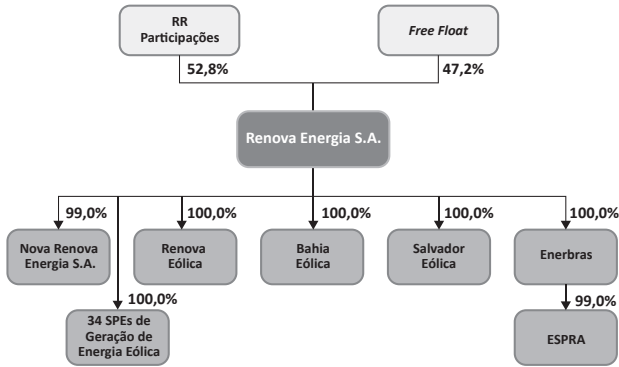 RR
Participações
Free Float
52,8%
47,2%
Renova Energia S.A.
99,0%
100,0%
100,0%
100,0%
100,0%
Nova Renova
Energia S.A.
Renova
Eólica
Bahia
Eólica
Salvador
Eólica
Enerbras
100,0%
99,0%
34 SPEs de
Geração de
Energia Eólica
ESPRA